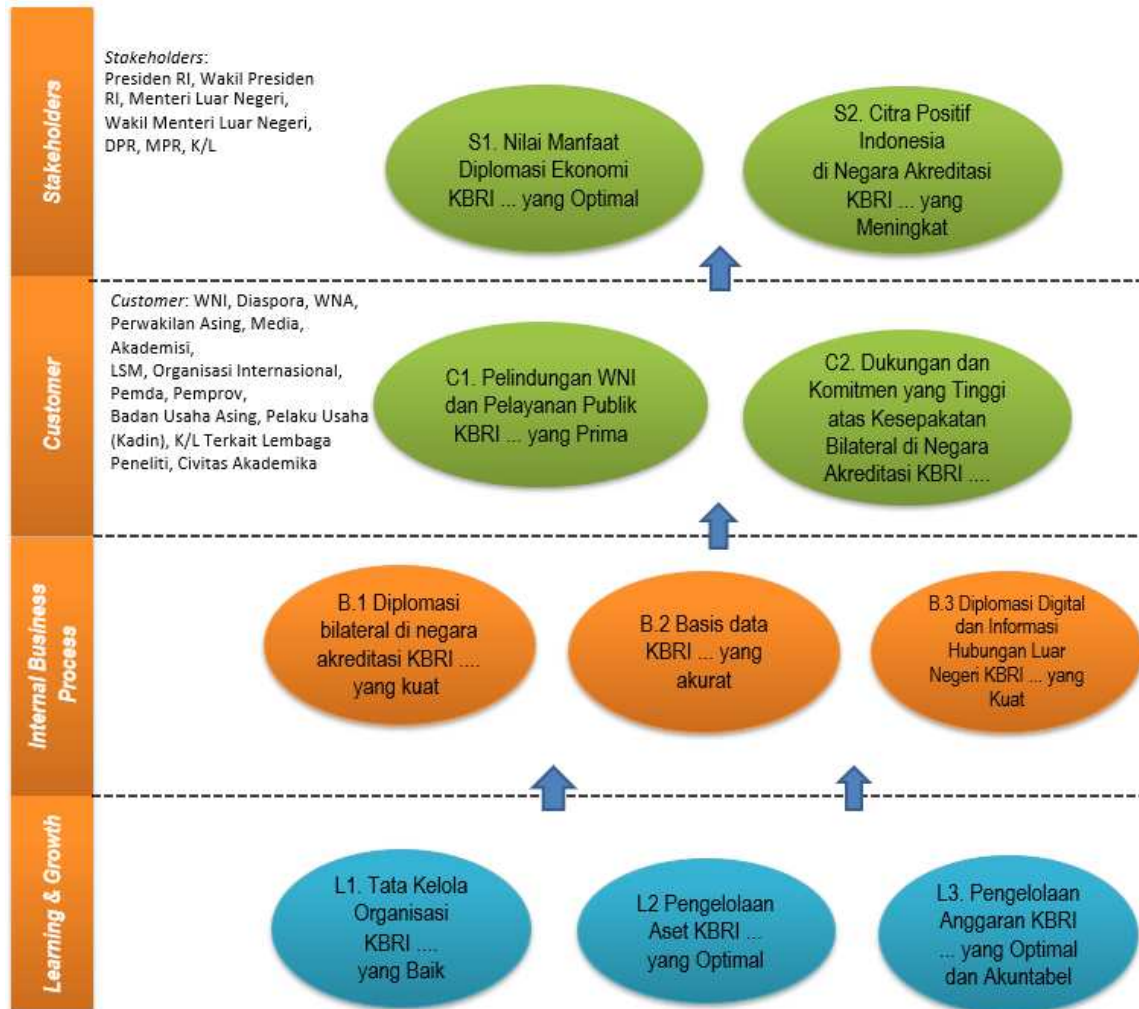 Stakeholders
Stakeholders:
Presiden RI, Wakil Presiden
RI, Menteri Luar Negeri,
Wakil Menteri Luar Negeri,
DPR, MPR, K/L
S1. Nilai Manfaat
Diplomasi Ekonomi
KBRI ... yang Optimal
S2. Citra Positif
Indonesia
di Negara Akreditasi
KBRI ... yang
Meningkat
Customer
Customer: WNI, Diaspora, WNA,
Perwakilan Asing, Media,
Akademisi,
LSM, Organisasi Internasional,
Pemda, Pemprov,
Badan Usaha Asing, Pelaku Usaha
(Kadin), K/L Terkait Lembaga
Peneliti, Civitas Akademika
C1. Pelindungan WNI
dan Pelayanan Publik
KBRI ... yang Prima
C2. Dukungan dan
Komitmen yang Tinggi
atas Kesepakatan
Bilateral di Negara
Akreditasi KBRI ....
Internal Business
Process
B.1 Diplomasi
bilateral di negara
akreditasi KBRI ....
yang kuat
B.2 Basis data
KBRI ... yang
akurat
B.3 Diplomasi Digital
dan Informasi
Hubungan Luar
Negeri KBRI ... yang
Kuat
Learning & Growth
L1. Tata Kelola
Organisasi
KBRI ....
yang Baik
L2 Pengelolaan
Aset KBRI ...
yang Optimal
L3. Pengelolaan
Anggaran KBRI
... yang Optimal
dan Akuntabel